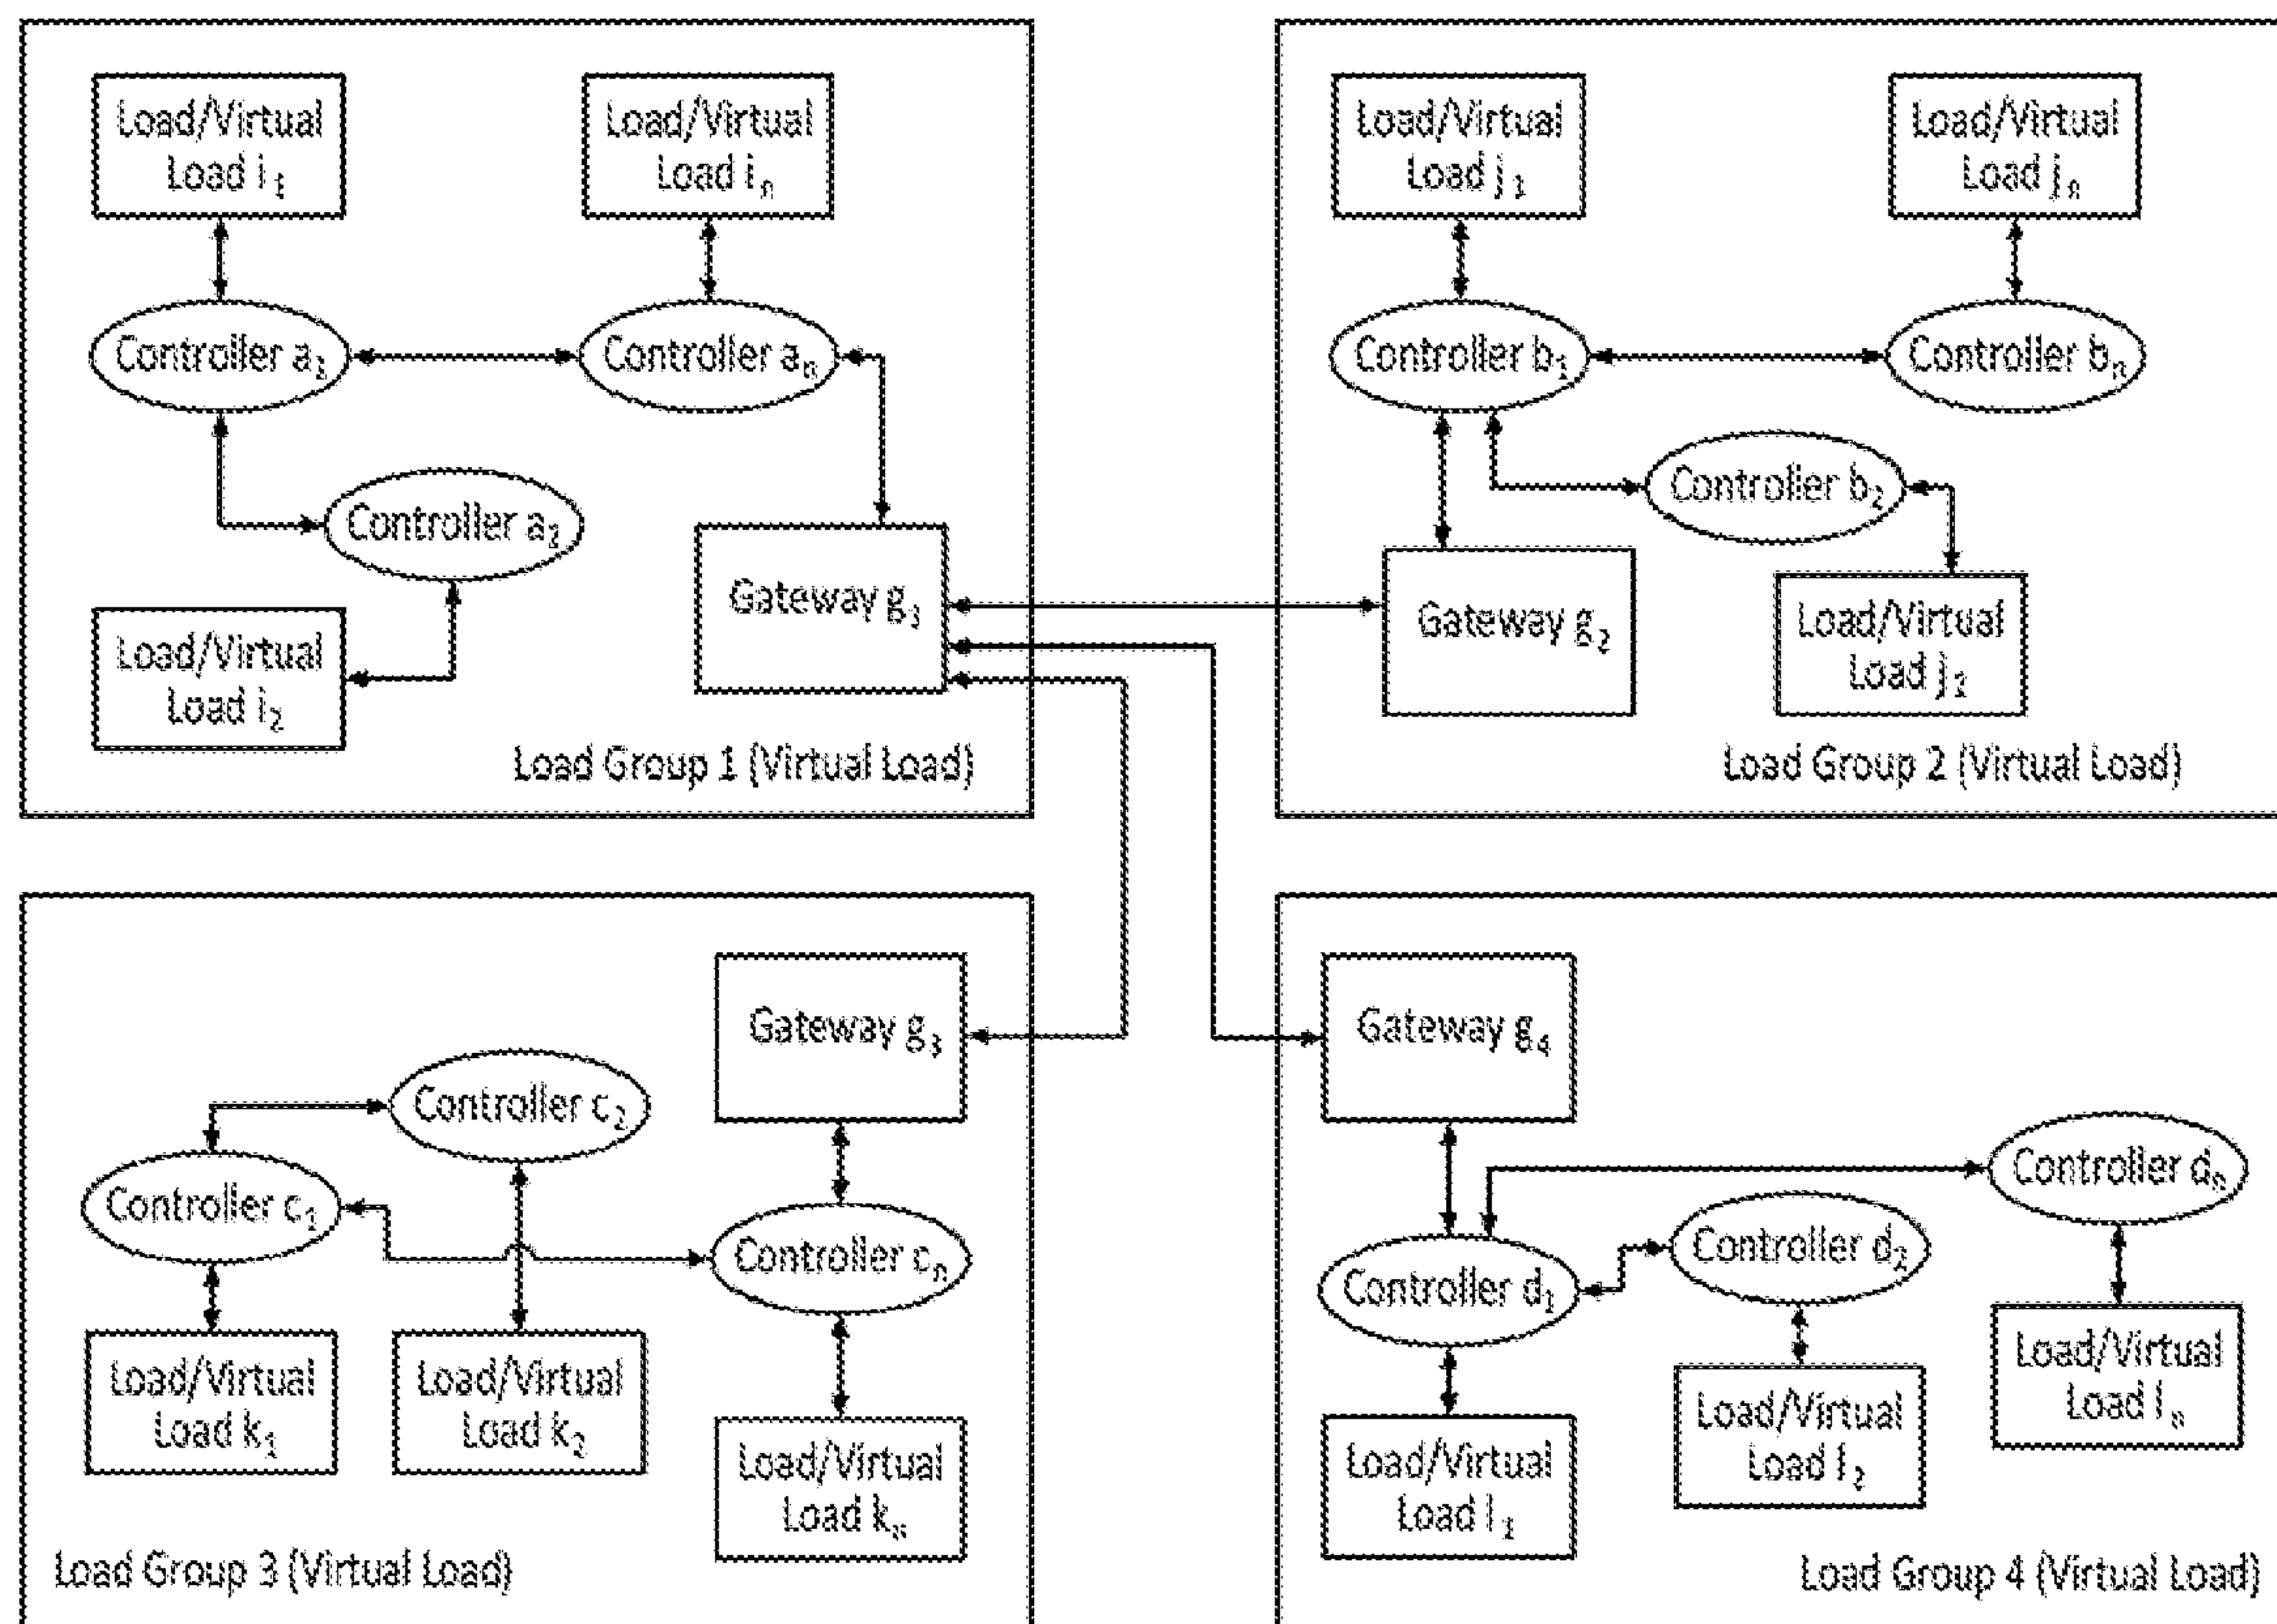 Load/Virtual
Load i₁
Load/Virtual
Load iₙ
Controller a₁
Controller aₙ
Controller a₂
Load/Virtual
Load i₂
Gateway g₃
Load Group 1 (Virtual Load)
Load/Virtual
Load j₁
Load/Virtual
Load jₙ
Controller b₁
Controller bₙ
Controller b₂
Gateway g₂
Load/Virtual
Load j₂
Load Group 2 (Virtual Load)
Gateway g₃
Controller c₂
Controller c₁
Controller cₙ
Load/Virtual
Load k₁
Load/Virtual
Load k₂
Load/Virtual
Load kₙ
Load Group 3 (Virtual Load)
Gateway g₄
Controller dₙ
Controller d₂
Controller d₁
Load/Virtual
Load lₙ
Load/Virtual
Load l₂
Load/Virtual
Load l₁
Load Group 4 (Virtual Load)